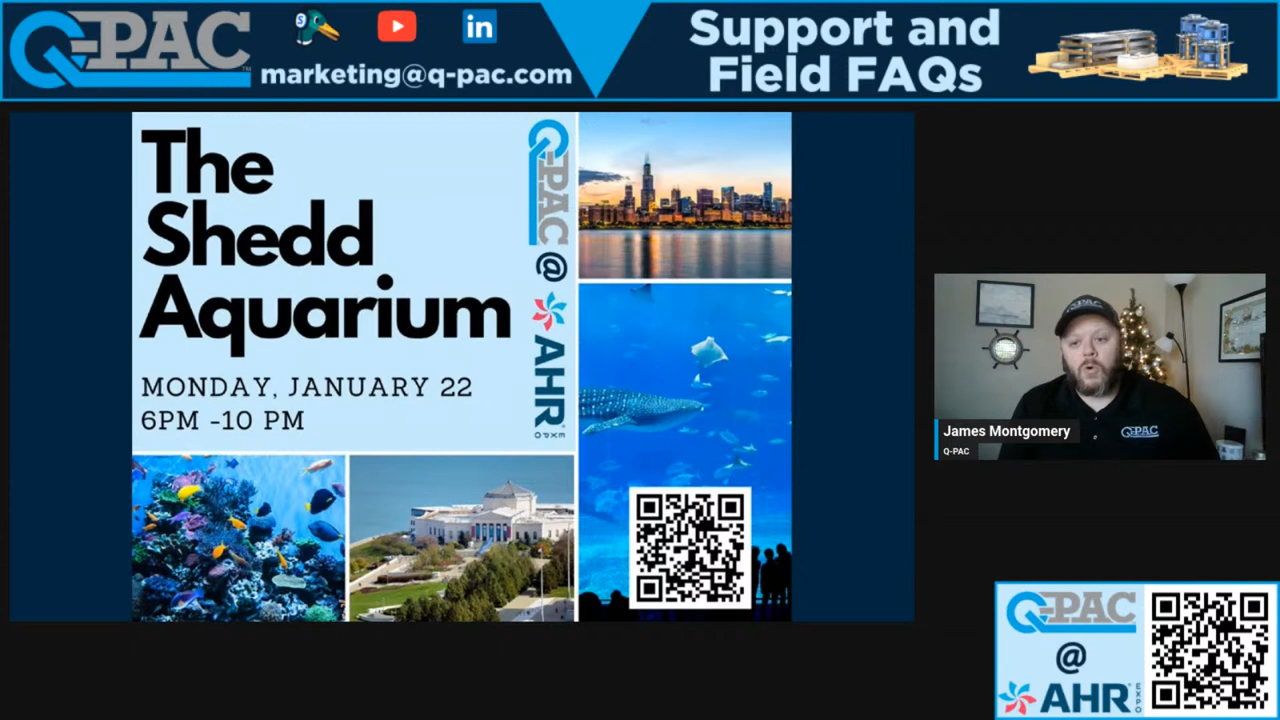 Q-PAC™
marketing@q-pac.com
Support and
Field FAQs
The
Shedd
Aquarium
MONDAY, JANUARY 22
6PM -10 PM
Q-PAC
@
AHR
EXPO
Q-PAC
Q-PAC
James Montgomery
Q-PAC
Q-PAC
@
AHR
EXPO